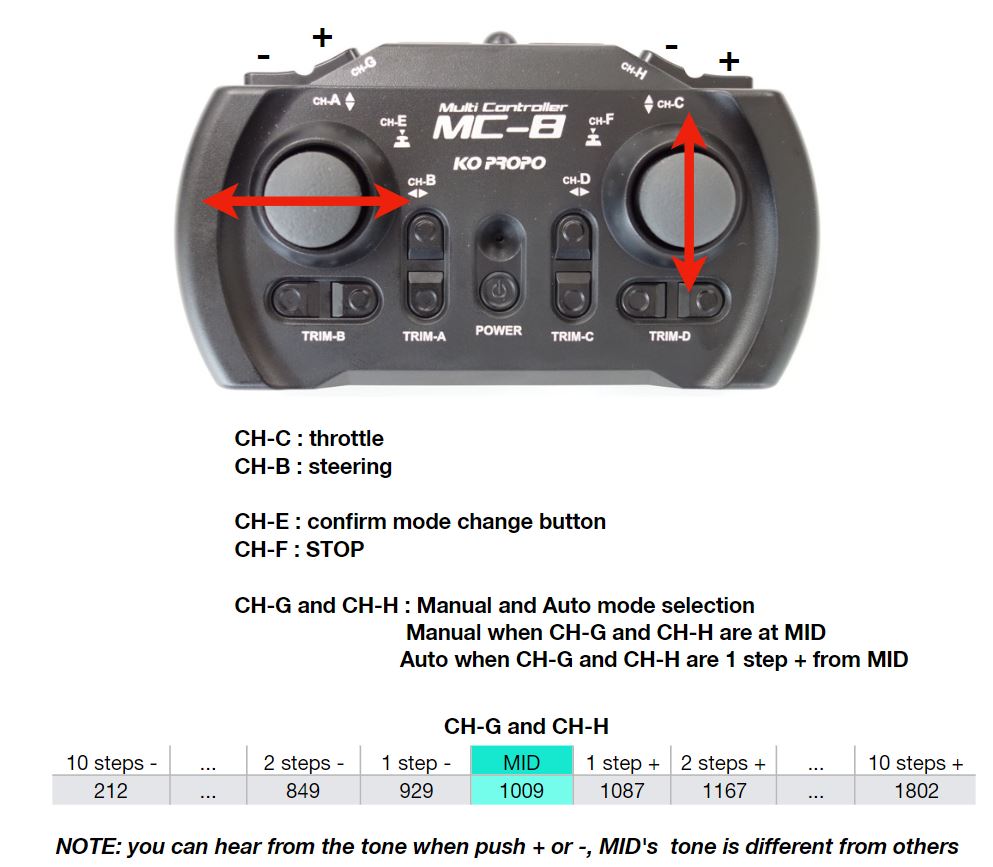 - + - +
CH-G CH-H
CH-A CH-C
CH-E Multi Controller CH-F
MC-8
KO PROPO
CH-B CH-D
TRIM-B TRIM-A POWER TRIM-C TRIM-D
CH-C : throttle
CH-B : steering
CH-E : confirm mode change button
CH-F : STOP
CH-G and CH-H : Manual and Auto mode selection
Manual when CH-G and CH-H are at MID
Auto when CH-G and CH-H are 1 step + from MID
CH-G and CH-H
10 steps - ... 2 steps - 1 step - MID 1 step + 2 steps + ... 10 steps +
212 ... 849 929 1009 1087 1167 ... 1802
NOTE: you can hear from the tone when push + or -, MID's tone is different from others